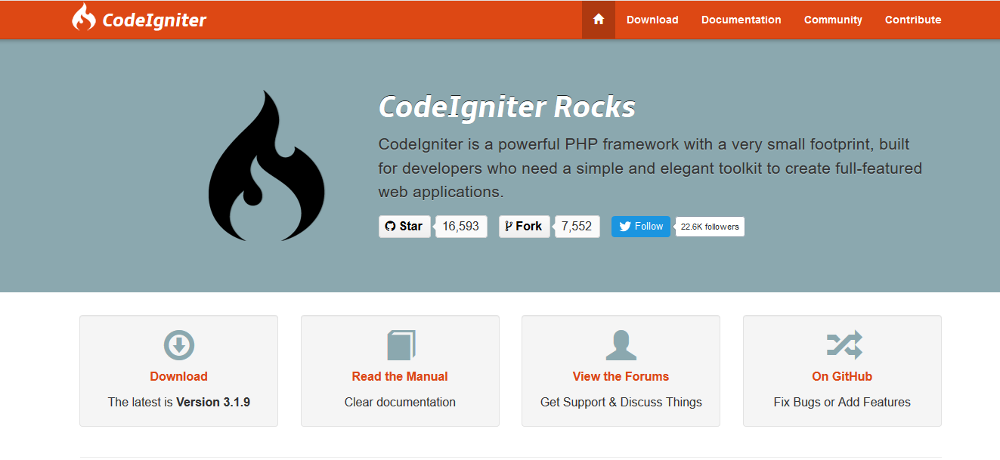 CodeIgniter
Download Documentation Community Contribute
CodeIgniter Rocks
CodeIgniter is a powerful PHP framework with a very small footprint, built
for developers who need a simple and elegant toolkit to create full-featured
web applications.
Star 16,593 Fork 7,552 Follow 22.6K followers
Download
The latest is Version 3.1.9
Read the Manual
Clear documentation
View the Forums
Get Support & Discuss Things
On GitHub
Fix Bugs or Add Features